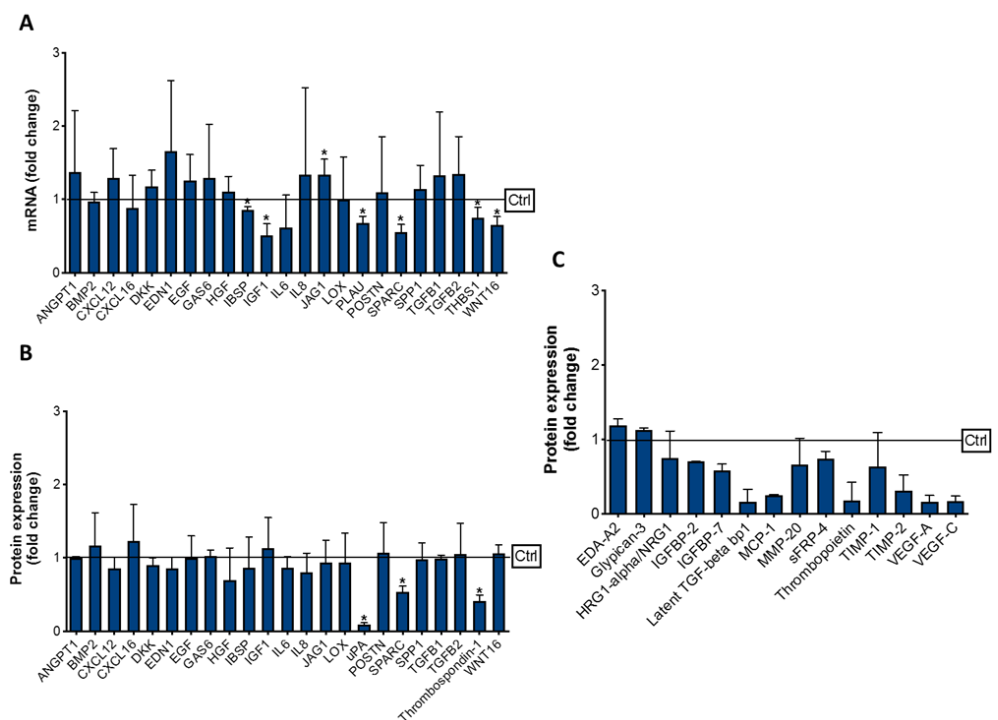 A
3
2
1
0
mRNA (fold change)
Ctrl
* * * * * * *
ANGPT1
BMP2
CXCL12
CXCL16
DKK
EDN1
EGF
GAS6
HGF
IBSP
IGF1
IL6
IL8
JAG1
LOX
PLAU
POSTN
SPARC
SPP1
TGFB1
TGFB2
THBS1
WNT16
B
3
2
1
0
Protein expression
(fold change)
Ctrl
* * *
ANGPT1
BMP2
CXCL12
CXCL16
DKK
EDN1
EGF
GAS6
HGF
IBSP
IGF1
IL6
IL8
JAG1
LOX
uPA
POSTN
SPARC
SPP1
TGFB1
TGFB2
Thrombospondin-1
WNT16
C
3
2
1
0
Protein expression
(fold change)
Ctrl
EDA-A2
Glypican-3
HRG1-alpha/NRG1
IGFBP-2
IGFBP-7
Latent TGF-beta bp1
MCP-1
MMP-20
sFRP-4
Thrombopoietin
TIMP-1
TIMP-2
VEGF-A
VEGF-C